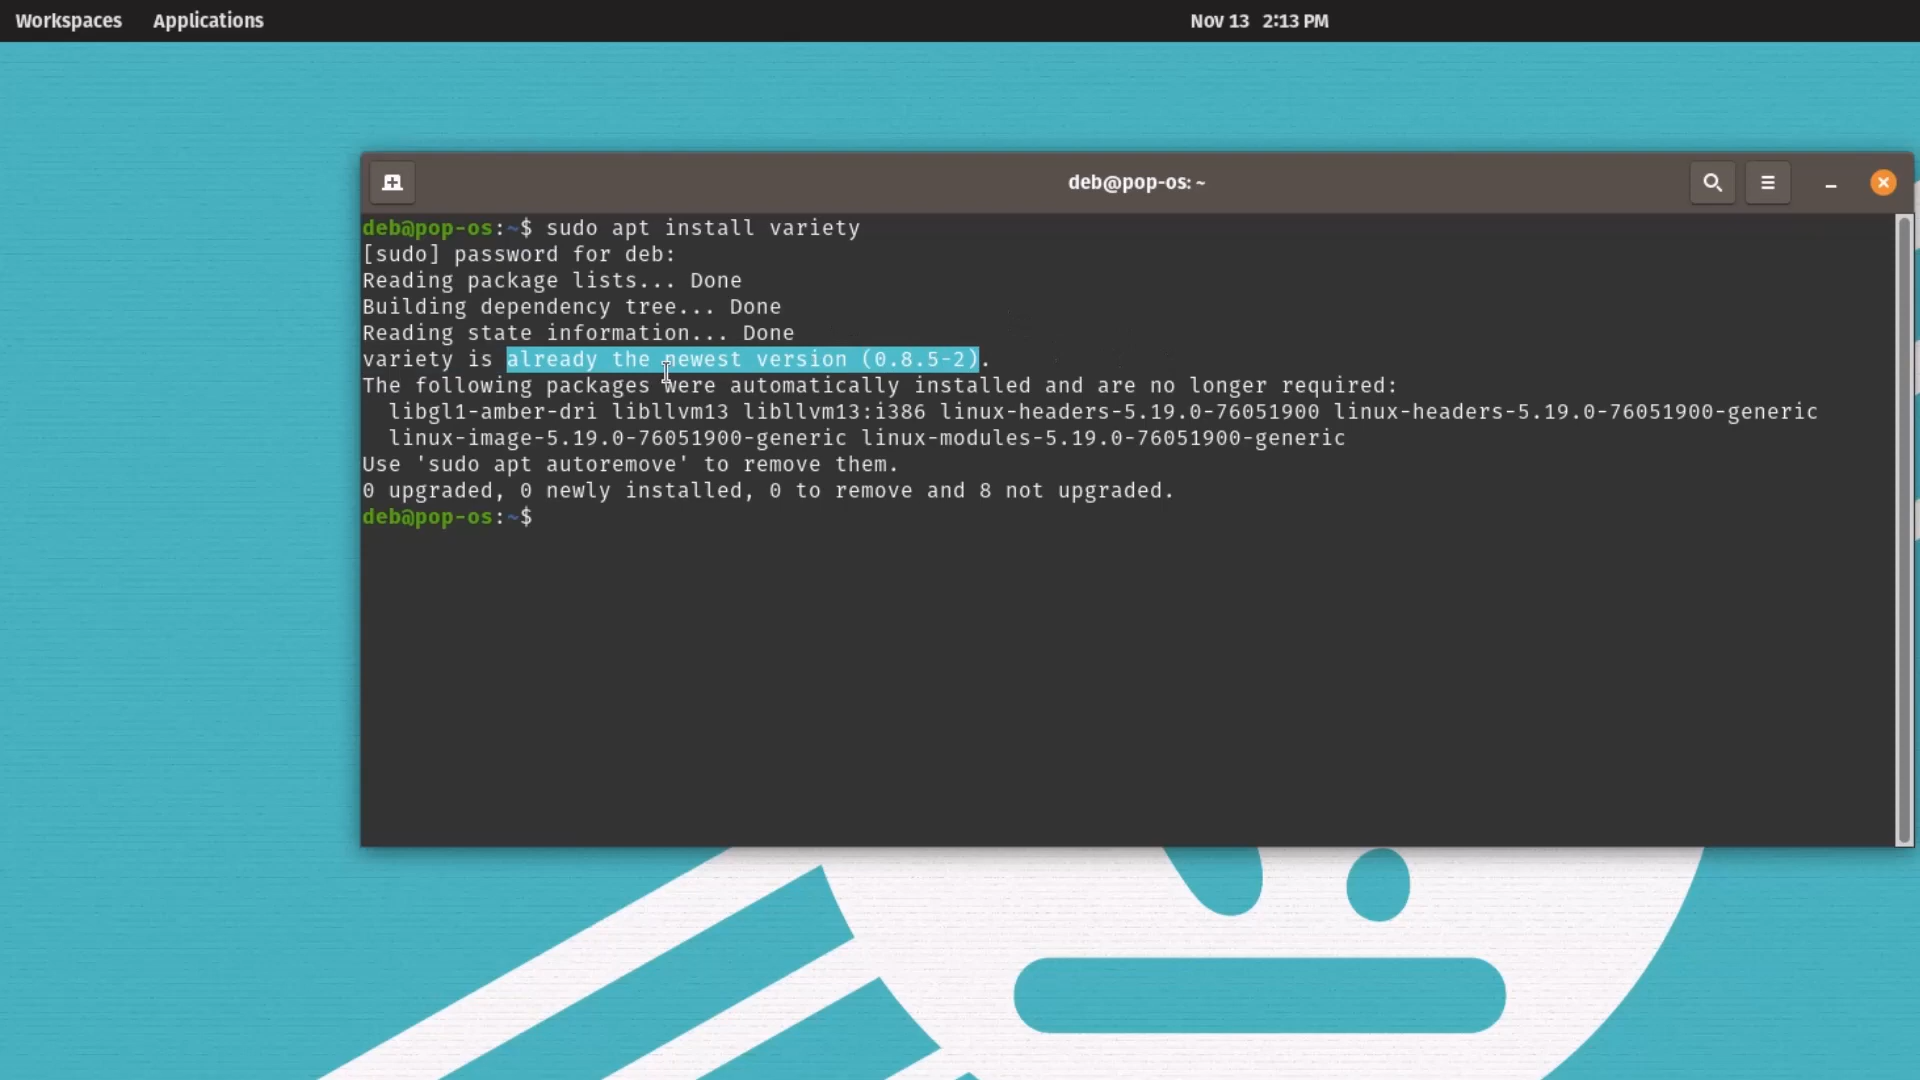 Workspaces Applications Nov 13 2:13 PM
deb@pop-os: ~
deb@pop-os:~$ sudo apt install variety
[sudo] password for deb:
Reading package lists... Done
Building dependency tree... Done
Reading state information... Done
variety is already the newest version (0.8.5-2).
The following packages were automatically installed and are no longer required:
  libgl1-amber-dri libllvm13 libllvm13:i386 linux-headers-5.19.0-76051900 linux-headers-5.19.0-76051900-generic
  linux-image-5.19.0-76051900-generic linux-modules-5.19.0-76051900-generic
Use 'sudo apt autoremove' to remove them.
0 upgraded, 0 newly installed, 0 to remove and 8 not upgraded.
deb@pop-os:~$